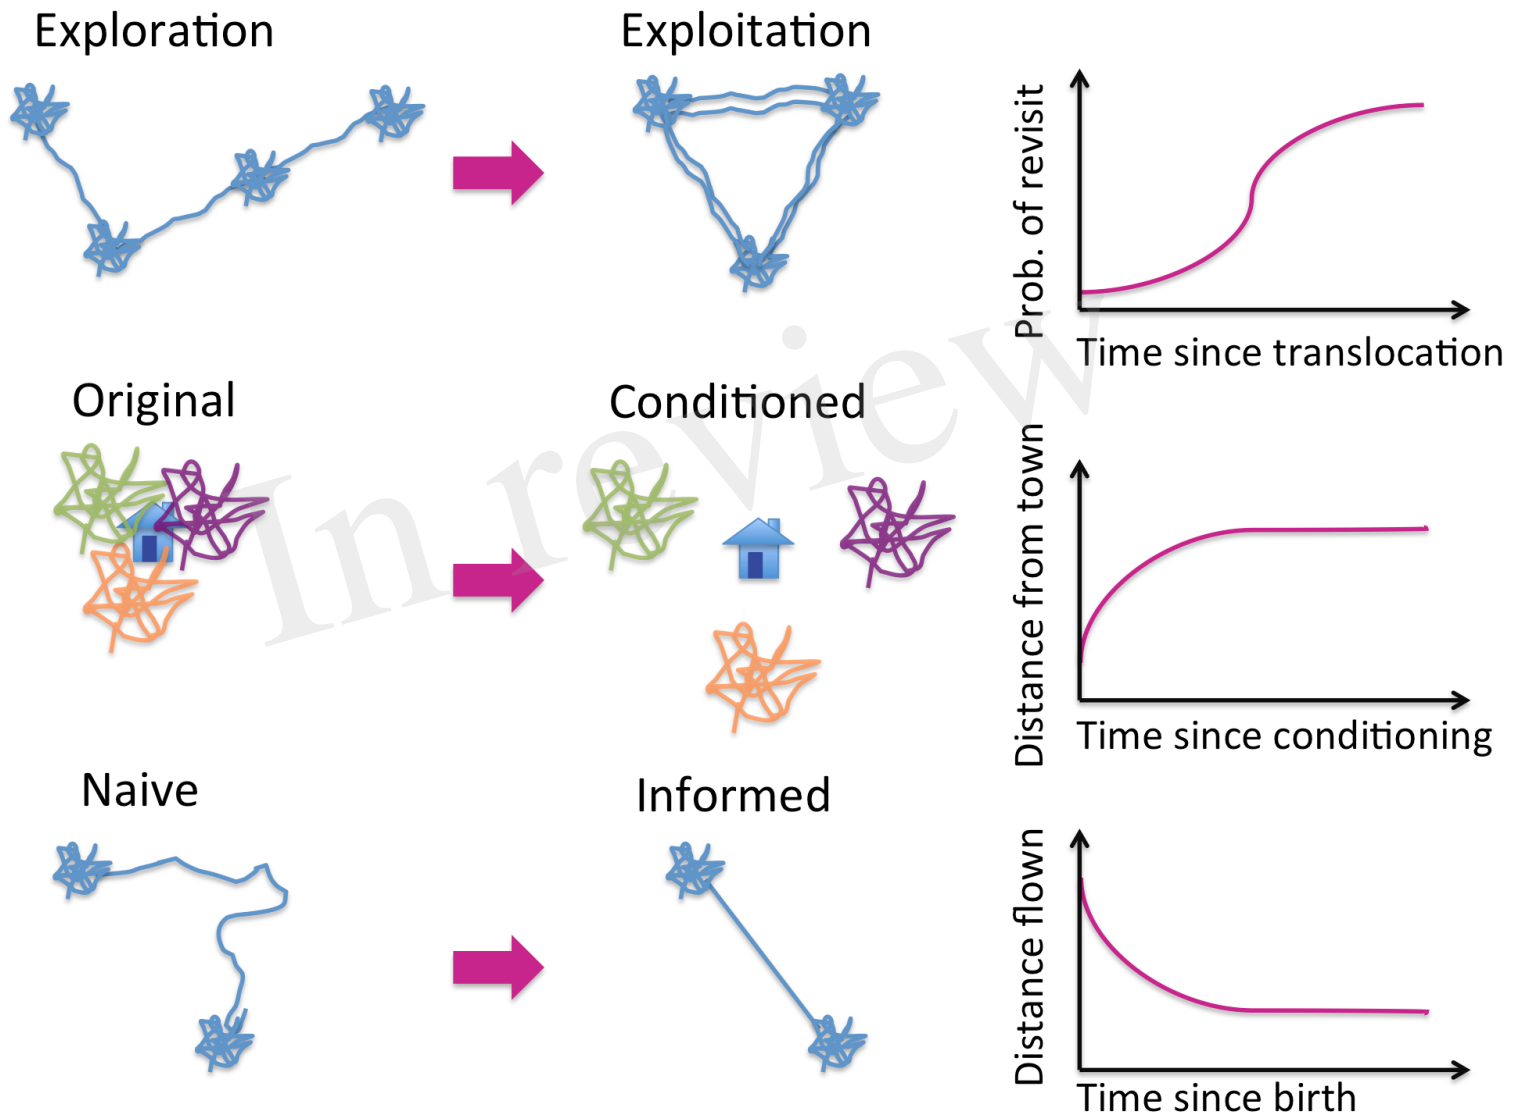 Exploration
Exploitation
Prob. of revisit
Time since translocation
Original
Conditioned
Distance from town
Time since conditioning
Naive
Informed
Distance flown
Time since birth
In review